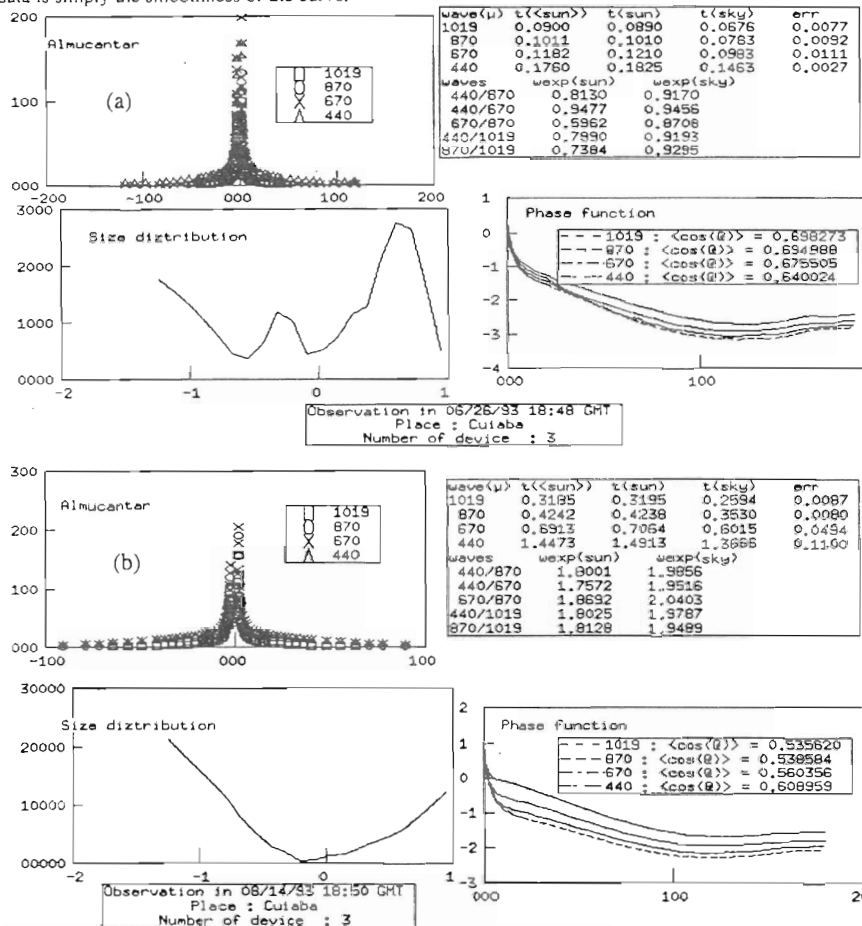 data is simply the smoothness of the curve.
200
Almucantar
100
000
-200 -100 000 100 200
(a)
1019
870
670
440
wave(μ) t(<sun>) t(sun) t(sky) err
1019 0.0900 0.0890 0.0676 0.0077
870 0.1011 0.1010 0.0763 0.0092
670 0.1182 0.1210 0.0983 0.0111
440 0.1760 0.1825 0.1463 0.0027
waves wexp(sun) wexp(sky)
440/670 0.8130 0.9170
440/870 0.9477 0.9456
670/870 0.5962 0.8708
440/1019 0.7990 0.9193
870/1019 0.7384 0.9295
3000
Size diztribution
2000
1000
0000
-2 -1 0 1
1
Phase function
0
-1
-2
-3
-4
000 100
1019 : <cos(@)> = 0.698273
870 : <cos(@)> = 0.694988
670 : <cos(@)> = 0.675505
440 : <cos(@)> = 0.640024
Observation in 06/26/93 18:48 GMT
Place : Cuiaba
Number of device : 3
300
Almucantar
200
100
000
-100 000 100
(b)
1019
870
670
440
wave(μ) t(<sun>) t(sun) t(sky) err
1019 0.3185 0.3195 0.2594 0.0087
870 0.4242 0.4238 0.3530 0.0080
670 0.6913 0.7064 0.6015 0.0494
440 1.4473 1.4913 1.3666 0.1190
waves wexp(sun) wexp(sky)
440/870 1.8001 1.9856
440/670 1.7572 1.9516
670/870 1.8692 2.0403
440/1019 1.8025 1.9787
870/1019 1.8128 1.9489
30000
Size diztribution
20000
10000
00000
-2 -1 0 1
2
Phase function
1
0
-1
-2
-3
000 100
1019 : <cos(@)> = 0.535620
870 : <cos(@)> = 0.538584
670 : <cos(@)> = 0.560356
440 : <cos(@)> = 0.608959
Observation in 08/14/93 18:50 GMT
Place : Cuiaba
Number of device : 3